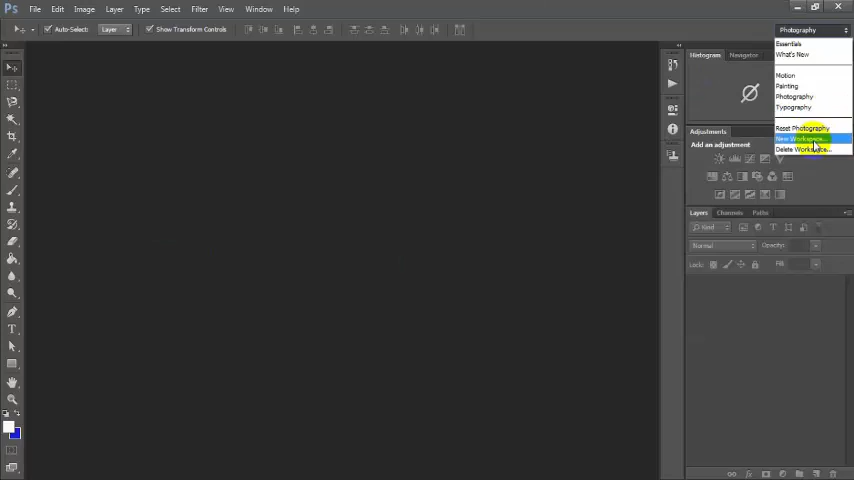 Ps File Edit Image Layer Type Select Filter View Window Help
Auto-Select: Layer Show Transform Controls Photography
Essentials
What's New
Motion
Painting
Photography
Typography
Reset Photography
New Workspace...
Delete Workspace...
Histogram Navigator
Adjustments
Add an adjustment
Layers Channels Paths
Kind
Normal Opacity:
Lock: Fill: